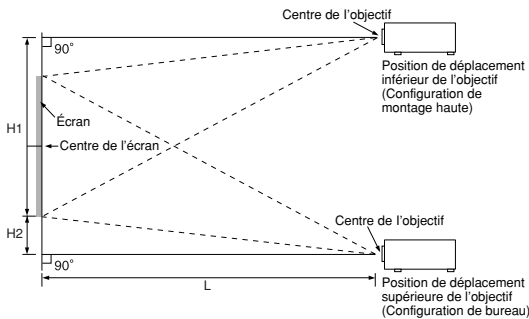 Centre de l'objectif
90°
Position de déplacement
inférieur de l'objectif
(Configuration de
montage haute)
H1
Écran
Centre de l'écran
H2
Centre de l'objectif
90°
L
Position de déplacement
supérieure de l'objectif
(Configuration de bureau)